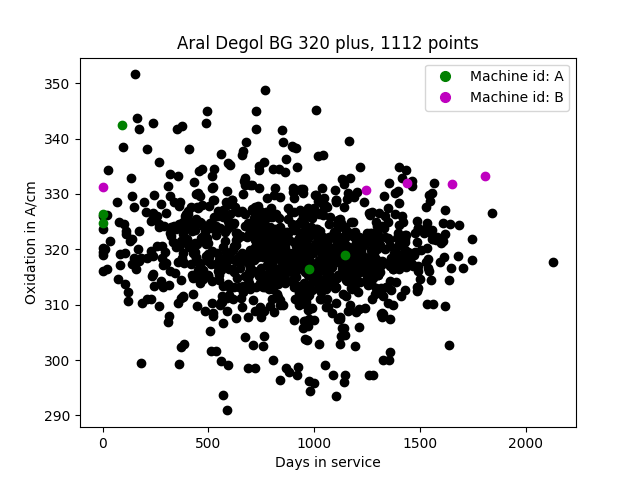 Aral Degol BG 320 plus, 1112 points
Machine id: A
Machine id: B
Oxidation in A/cm
350
340
330
320
310
300
290
0
500
1000
1500
2000
Days in service